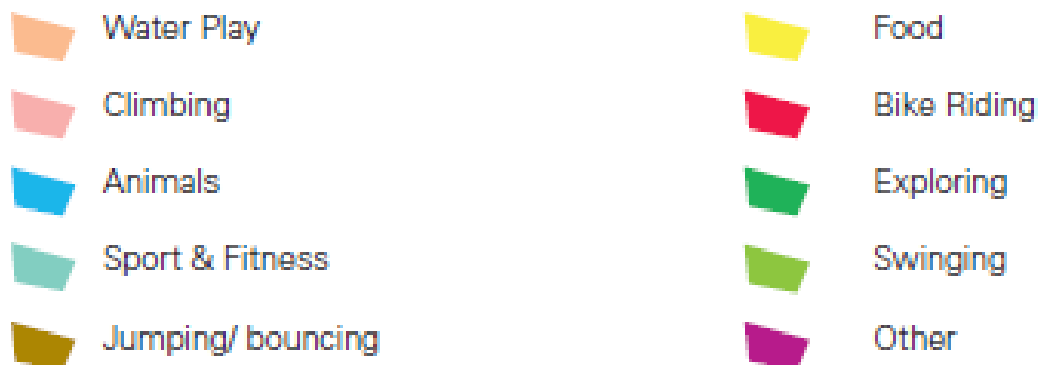 Water Play
Climbing
Animals
Sport & Fitness
Jumping/ bouncing
Food
Bike Riding
Exploring
Swinging
Other